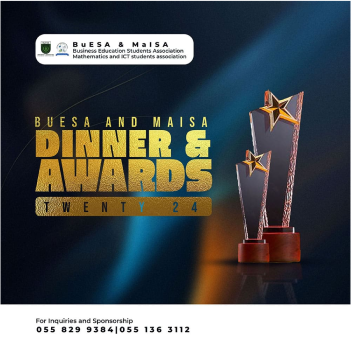 BuESA & MaISA
Business Education Students Association
Mathematics and ICT students association
BUESA AND MAISA
DINNER &
AWARDS
TWENTY 24
For Inquiries and Sponsorship
055 829 9384|055 136 3112